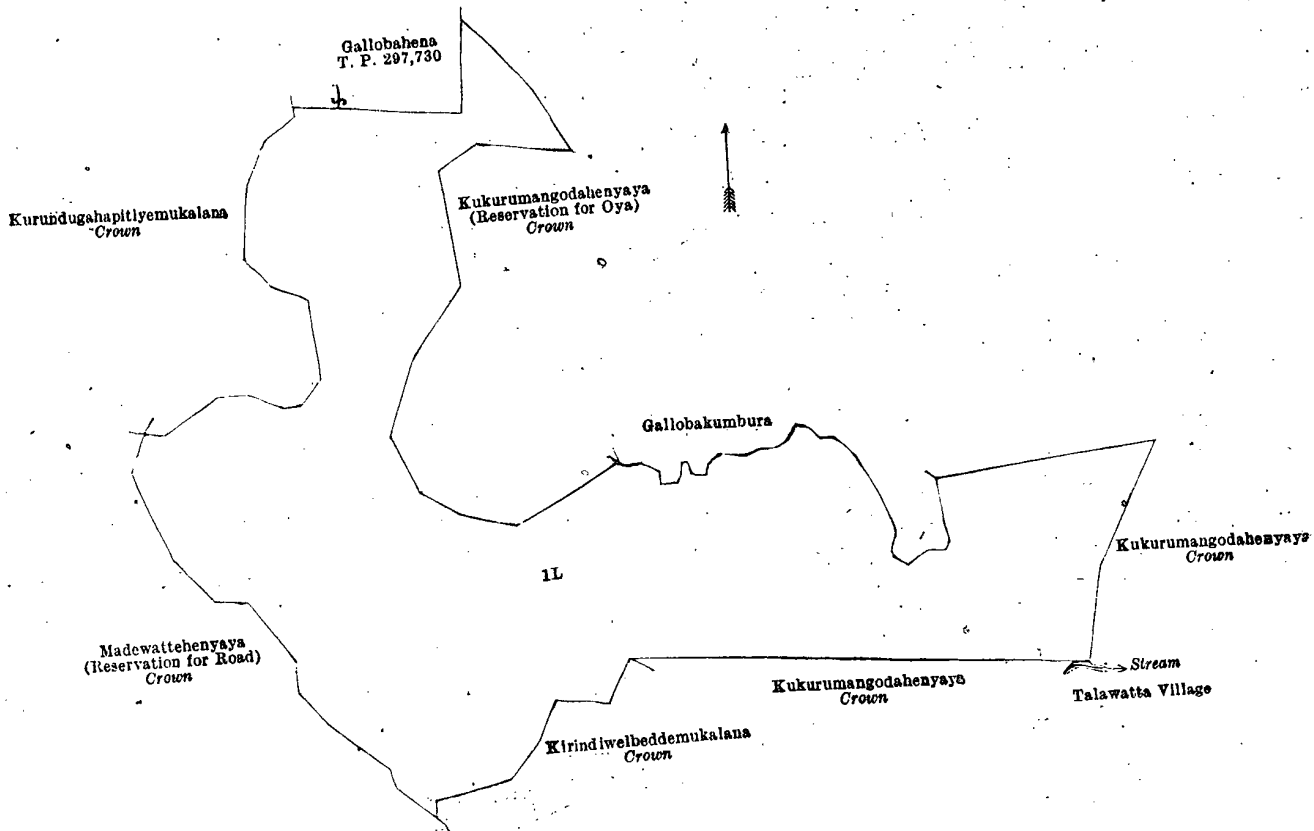 Gallobahena
T. P. 297,730
Kurundugahapitiyemukalana
Crown
Kukurumangodahenyaya
(Reservation for Oya)
Crown
Gallobakumbura
Kukurumangodahenyaya
Crown
1L
Madewattehenyaya
(Reservation for Road)
Crown
Stream
Kukurumangodahenyaya
Crown
Talawatta Village
Kirindiwelbeddemukalana
Crown